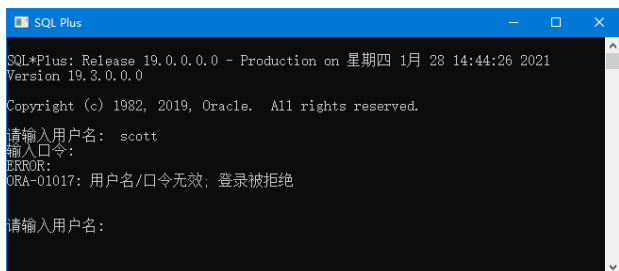 SQL Plus
SQL*Plus: Release 19.0.0.0.0 - Production on 星期四 1月 28 14:44:26 2021
Version 19.3.0.0.0
Copyright (c) 1982, 2019, Oracle.  All rights reserved.
请输入用户名:  scott
输入口令:
ERROR:
ORA-01017: 用户名/口令无效; 登录被拒绝
请输入用户名: